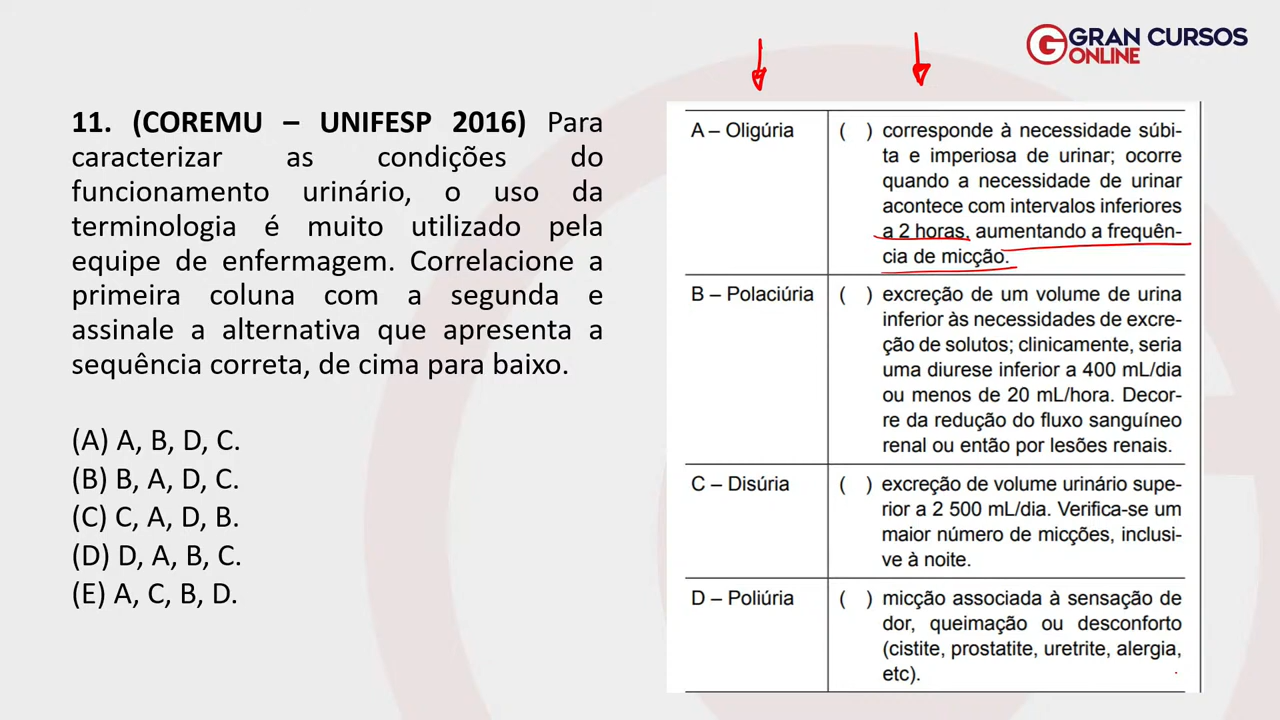 GRAN CURSOS
ONLINE
11. (COREMU – UNIFESP 2016) Para
caracterizar as condições do
funcionamento urinário, o uso da
terminologia é muito utilizado pela
equipe de enfermagem. Correlacione a
primeira coluna com a segunda e
assinale a alternativa que apresenta a
sequência correta, de cima para baixo.
(A) A, B, D, C.
(B) B, A, D, C.
(C) C, A, D, B.
(D) D, A, B, C.
(E) A, C, B, D.
A – Oligúria
( ) corresponde à necessidade súbi-
ta e imperiosa de urinar; ocorre
quando a necessidade de urinar
acontece com intervalos inferiores
a 2 horas, aumentando a frequên-
cia de micção.
B – Polaciúria
( ) excreção de um volume de urina
inferior às necessidades de excre-
ção de solutos; clinicamente, seria
uma diurese inferior a 400 mL/dia
ou menos de 20 mL/hora. Decor-
re da redução do fluxo sanguíneo
renal ou então por lesões renais.
C – Disúria
( ) excreção de volume urinário supe-
rior a 2 500 mL/dia. Verifica-se um
maior número de micções, inclusi-
ve à noite.
D – Poliúria
( ) micção associada à sensação de
dor, queimação ou desconforto
(cistite, prostatite, uretrite, alergia,
etc).